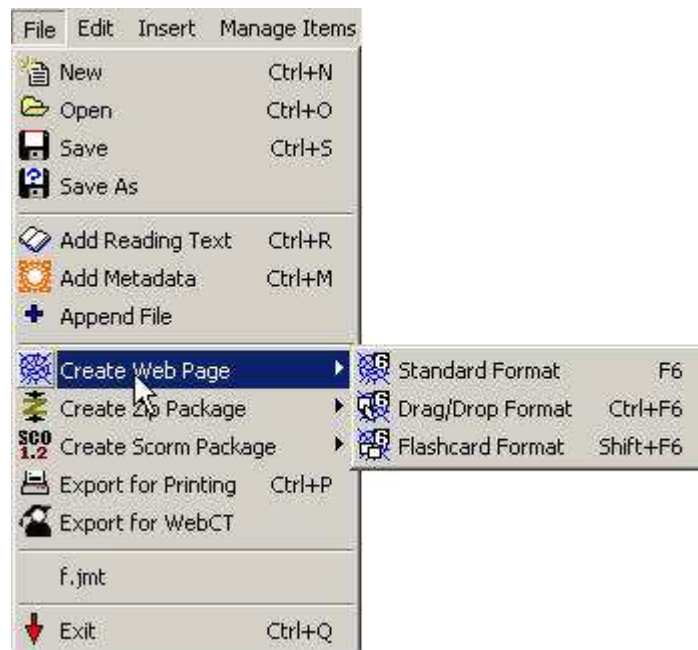 File Edit Insert Manage Items
New Ctrl+N
Open Ctrl+O
Save Ctrl+S
Save As
Add Reading Text Ctrl+R
Add Metadata Ctrl+M
Append File
Create Web Page
Standard Format F6
Drag/Drop Format Ctrl+F6
Flashcard Format Shift+F6
Create Zip Package
SCO 1.2 Create Scorm Package
Export for Printing Ctrl+P
Export for WebCT
f.jmt
Exit Ctrl+Q